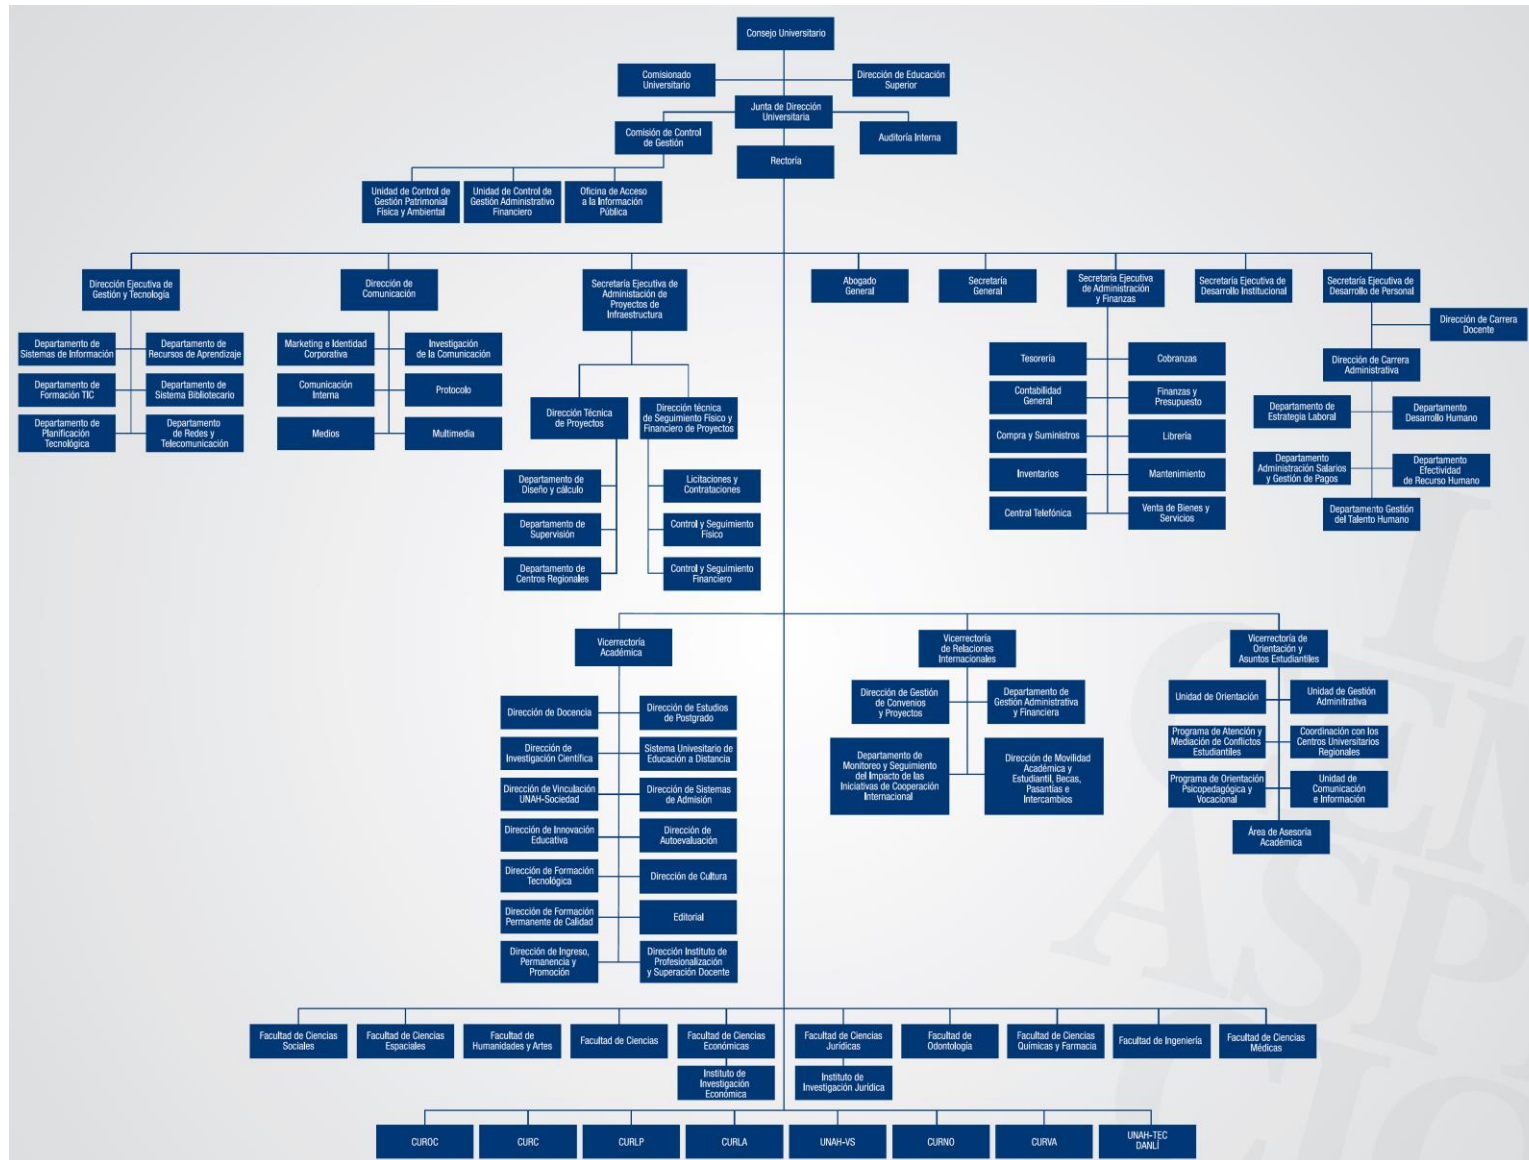 Consejo Universitario
Comisionado
Universitario
Dirección de Educación
Superior
Junta de Dirección
Universitaria
Comisión de Control
de Gestión
Auditoría Interna
Rectoría
Unidad de Control de
Gestión Patrimonial
Física y Ambiental
Unidad de Control de
Gestión Administrativo
Financiero
Oficina de Acceso
a la Información
Pública
Dirección Ejecutiva de
Gestión y Tecnología
Dirección de
Comunicación
Secretaría Ejecutiva de
Administación de
Proyectos de
Infraestructura
Abogado
General
Secretaría
General
Secretaría Ejecutiva
de Administración
y Finanzas
Secretaría Ejecutiva de
Desarrollo Institucional
Secretaría Ejecutiva de
Desarrollo de Personal
Dirección de Carrera
Docente
Departamento de
Sistemas de Información
Departamento de
Recursos de Aprendizaje
Departamento de
Formación TIC
Departamento de
Sistema Bibliotecario
Departamento de
Planificación
Tecnológica
Departamento
de Redes y
Telecomunicación
Marketing e Identidad
Corporativa
Investigación
de la Comunicación
Comunicación
Interna
Protocolo
Medios
Multimedia
Dirección Técnica
de Proyectos
Dirección técnica
de Seguimiento Físico y
Financiero de Proyectos
Departamento de
Diseño y cálculo
Departamento de
Supervisión
Departamento de
Centros Regionales
Licitaciones y
Contrataciones
Control y Seguimiento
Físico
Control y Seguimiento
Financiero
Tesorería
Cobranzas
Contabilidad
General
Finanzas y
Presupuesto
Compra y Suministros
Librería
Inventarios
Mantenimiento
Central Telefónica
Venta de Bienes y
Servicios
Dirección de Carrera
Administrativa
Departamento de
Estrategia Laboral
Departamento
Desarrollo Humano
Departamento
Administración Salarios
y Gestión de Pagos
Departamento
Efectividad
de Recurso Humano
Departamento Gestión
del Talento Humano
Vicerrectoría
Académica
Vicerrectoría
de Relaciones
Internacionales
Vicerrectoría de
Orientación y
Asuntos Estudiantiles
Dirección de Docencia
Dirección de Estudios
de Postgrado
Dirección de
Investigación Científica
Sistema Universitario de
Educación a Distancia
Dirección de Vinculación
UNAH-Sociedad
Dirección de Sistemas
de Admisión
Dirección de Innovación
Educativa
Dirección de
Autoevaluación
Dirección de Formación
Tecnológica
Dirección de Cultura
Dirección de Formación
Permanente de Calidad
Editorial
Dirección de Ingreso,
Permanencia y
Promoción
Dirección Instituto de
Profesionalización
y Superación Docente
Dirección de Gestión
de Convenios
y Proyectos
Departamento de
Gestión Administrativa
y Financiera
Departamento de
Monitoreo y Seguimiento
del Impacto de las
Iniciativas de Cooperación
Internacional
Dirección de Movilidad
Académica y
Estudiantil, Becas,
Pasantías e
Intercambios
Unidad de Orientación
Unidad de Gestión
Adminitrativa
Programa de Atención y
Mediación de Conflictos
Estudiantiles
Coordinación con los
Centros Universitarios
Regionales
Programa de Orientación
Psicopedagógica y
Vocacional
Unidad de
Comunicación
e Información
Área de Asesoría
Académica
Facultad de Ciencias
Sociales
Facultad de Ciencias
Espaciales
Facultad de
Humanidades y Artes
Facultad de Ciencias
Facultad de Ciencias
Económicas
Facultad de Ciencias
Jurídicas
Facultad de
Odontología
Facultad de Ciencias
Químicas y Farmacia
Facultad de Ingeniería
Facultad de Ciencias
Médicas
Instituto de
Investigación
Económica
Instituto de
Investigación Jurídica
CUROC
CURC
CURLP
CURLA
UNAH-VS
CURNO
CURVA
UNAH-TEC
DANLÍ